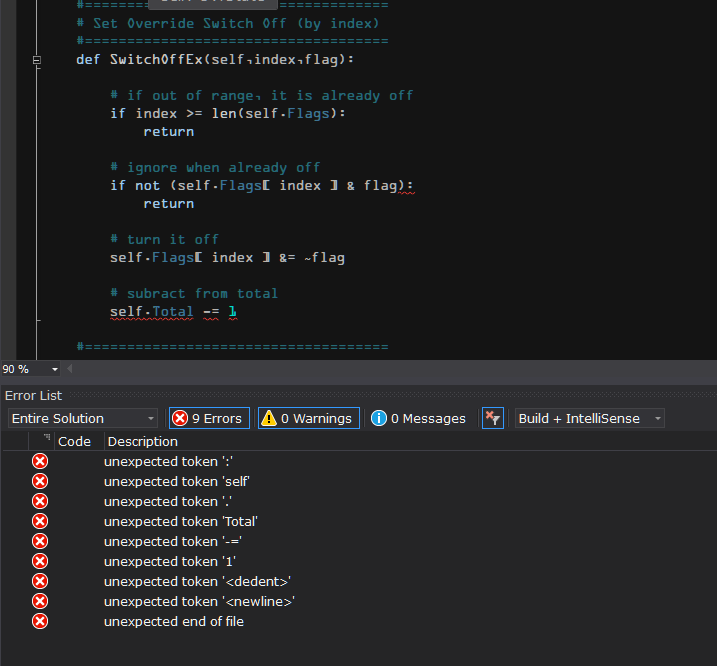 #====================================
# Set Override Switch Off (by index)
#====================================
def SwitchOffEx(self,index,flag):
# if out of range, it is already off
if index >= len(self.Flags):
return
# ignore when already off
if not (self.Flags[ index ] & flag):
return
# turn it off
self.Flags[ index ] &= ~flag
# subract from total
self.Total -= 1
#====================================
90 %
Error List
Entire Solution
9 Errors
0 Warnings
0 Messages
Build + IntelliSense
Code
Description
unexpected token ':'
unexpected token 'self'
unexpected token '.'
unexpected token 'Total'
unexpected token '-='
unexpected token '1'
unexpected token '<dedent>'
unexpected token '<newline>'
unexpected end of file